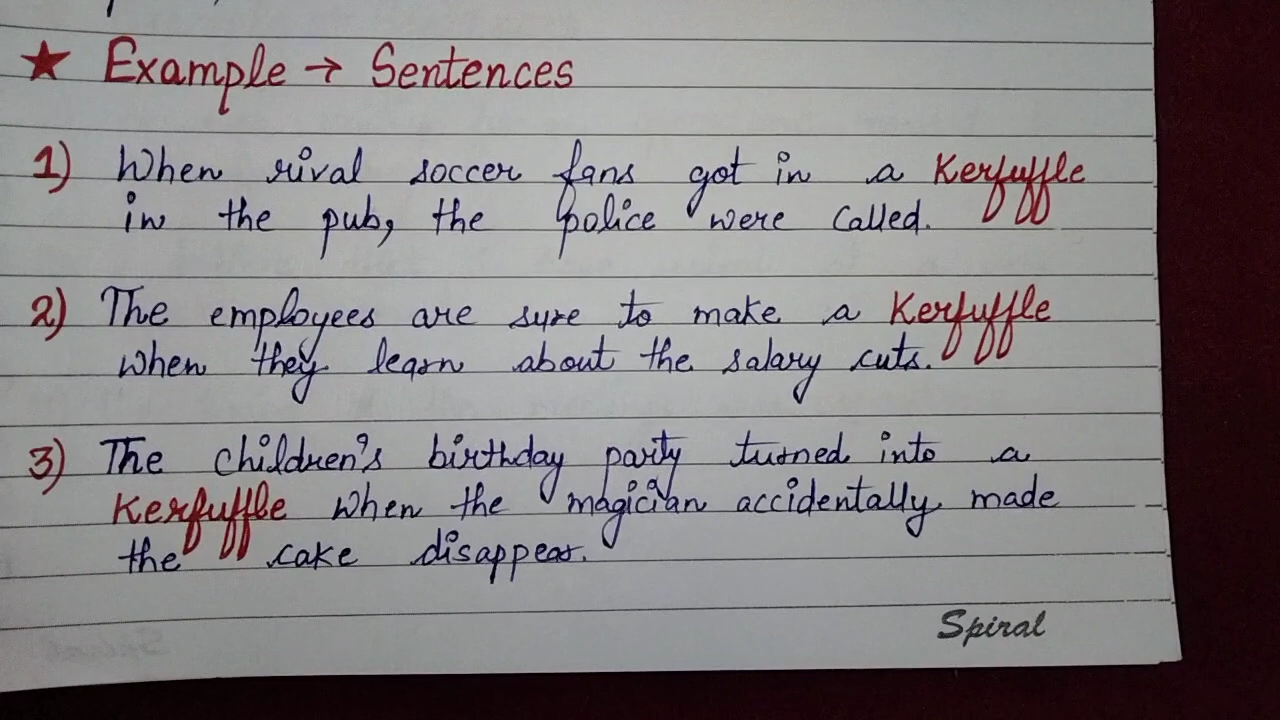 ★ Example → Sentences
1) When rival soccer fans got in a Kerfuffle
in the pub, the police were called.
2) The employees are sure to make a Kerfuffle
when they learn about the salary cuts.
3) The children's birthday party turned into a
Kerfuffle when the magician accidentally made
the cake disappear.
Spiral